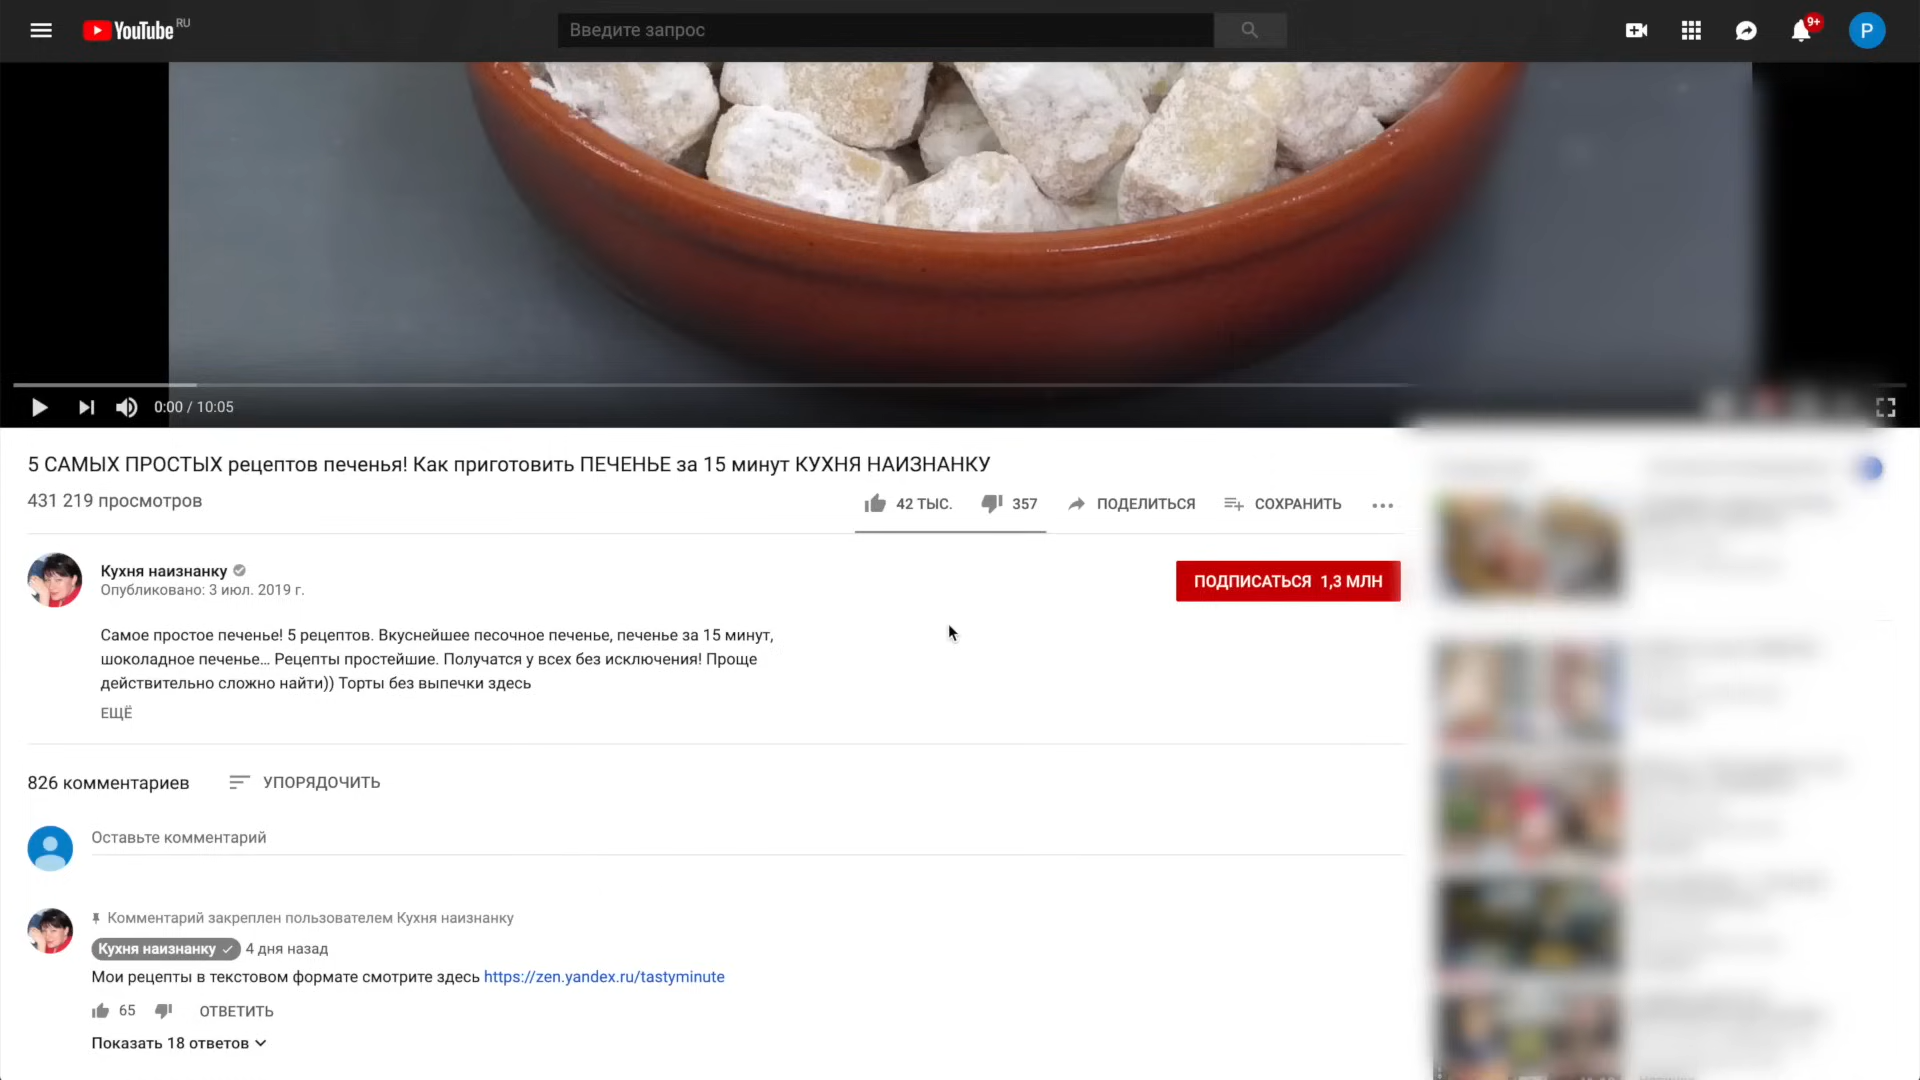 YouTube RU
Введите запрос
9+
P
0:00 / 10:05
5 САМЫХ ПРОСТЫХ рецептов печенья! Как приготовить ПЕЧЕНЬЕ за 15 минут КУХНЯ НАИЗНАНКУ
431 219 просмотров
42 ТЫС.
357
ПОДЕЛИТЬСЯ
СОХРАНИТЬ
Кухня наизнанку
Опубликовано: 3 июл. 2019 г.
ПОДПИСАТЬСЯ 1,3 МЛН
Самое простое печенье! 5 рецептов. Вкуснейшее песочное печенье, печенье за 15 минут,
шоколадное печенье... Рецепты простейшие. Получатся у всех без исключения! Проще
действительно сложно найти)) Торты без выпечки здесь
ЕЩЁ
826 комментариев
УПОРЯДОЧИТЬ
Оставьте комментарий
Комментарий закреплен пользователем Кухня наизнанку
Кухня наизнанку 4 дня назад
Мои рецепты в текстовом формате смотрите здесь https://zen.yandex.ru/tastyminute
65
ОТВЕТИТЬ
Показать 18 ответов